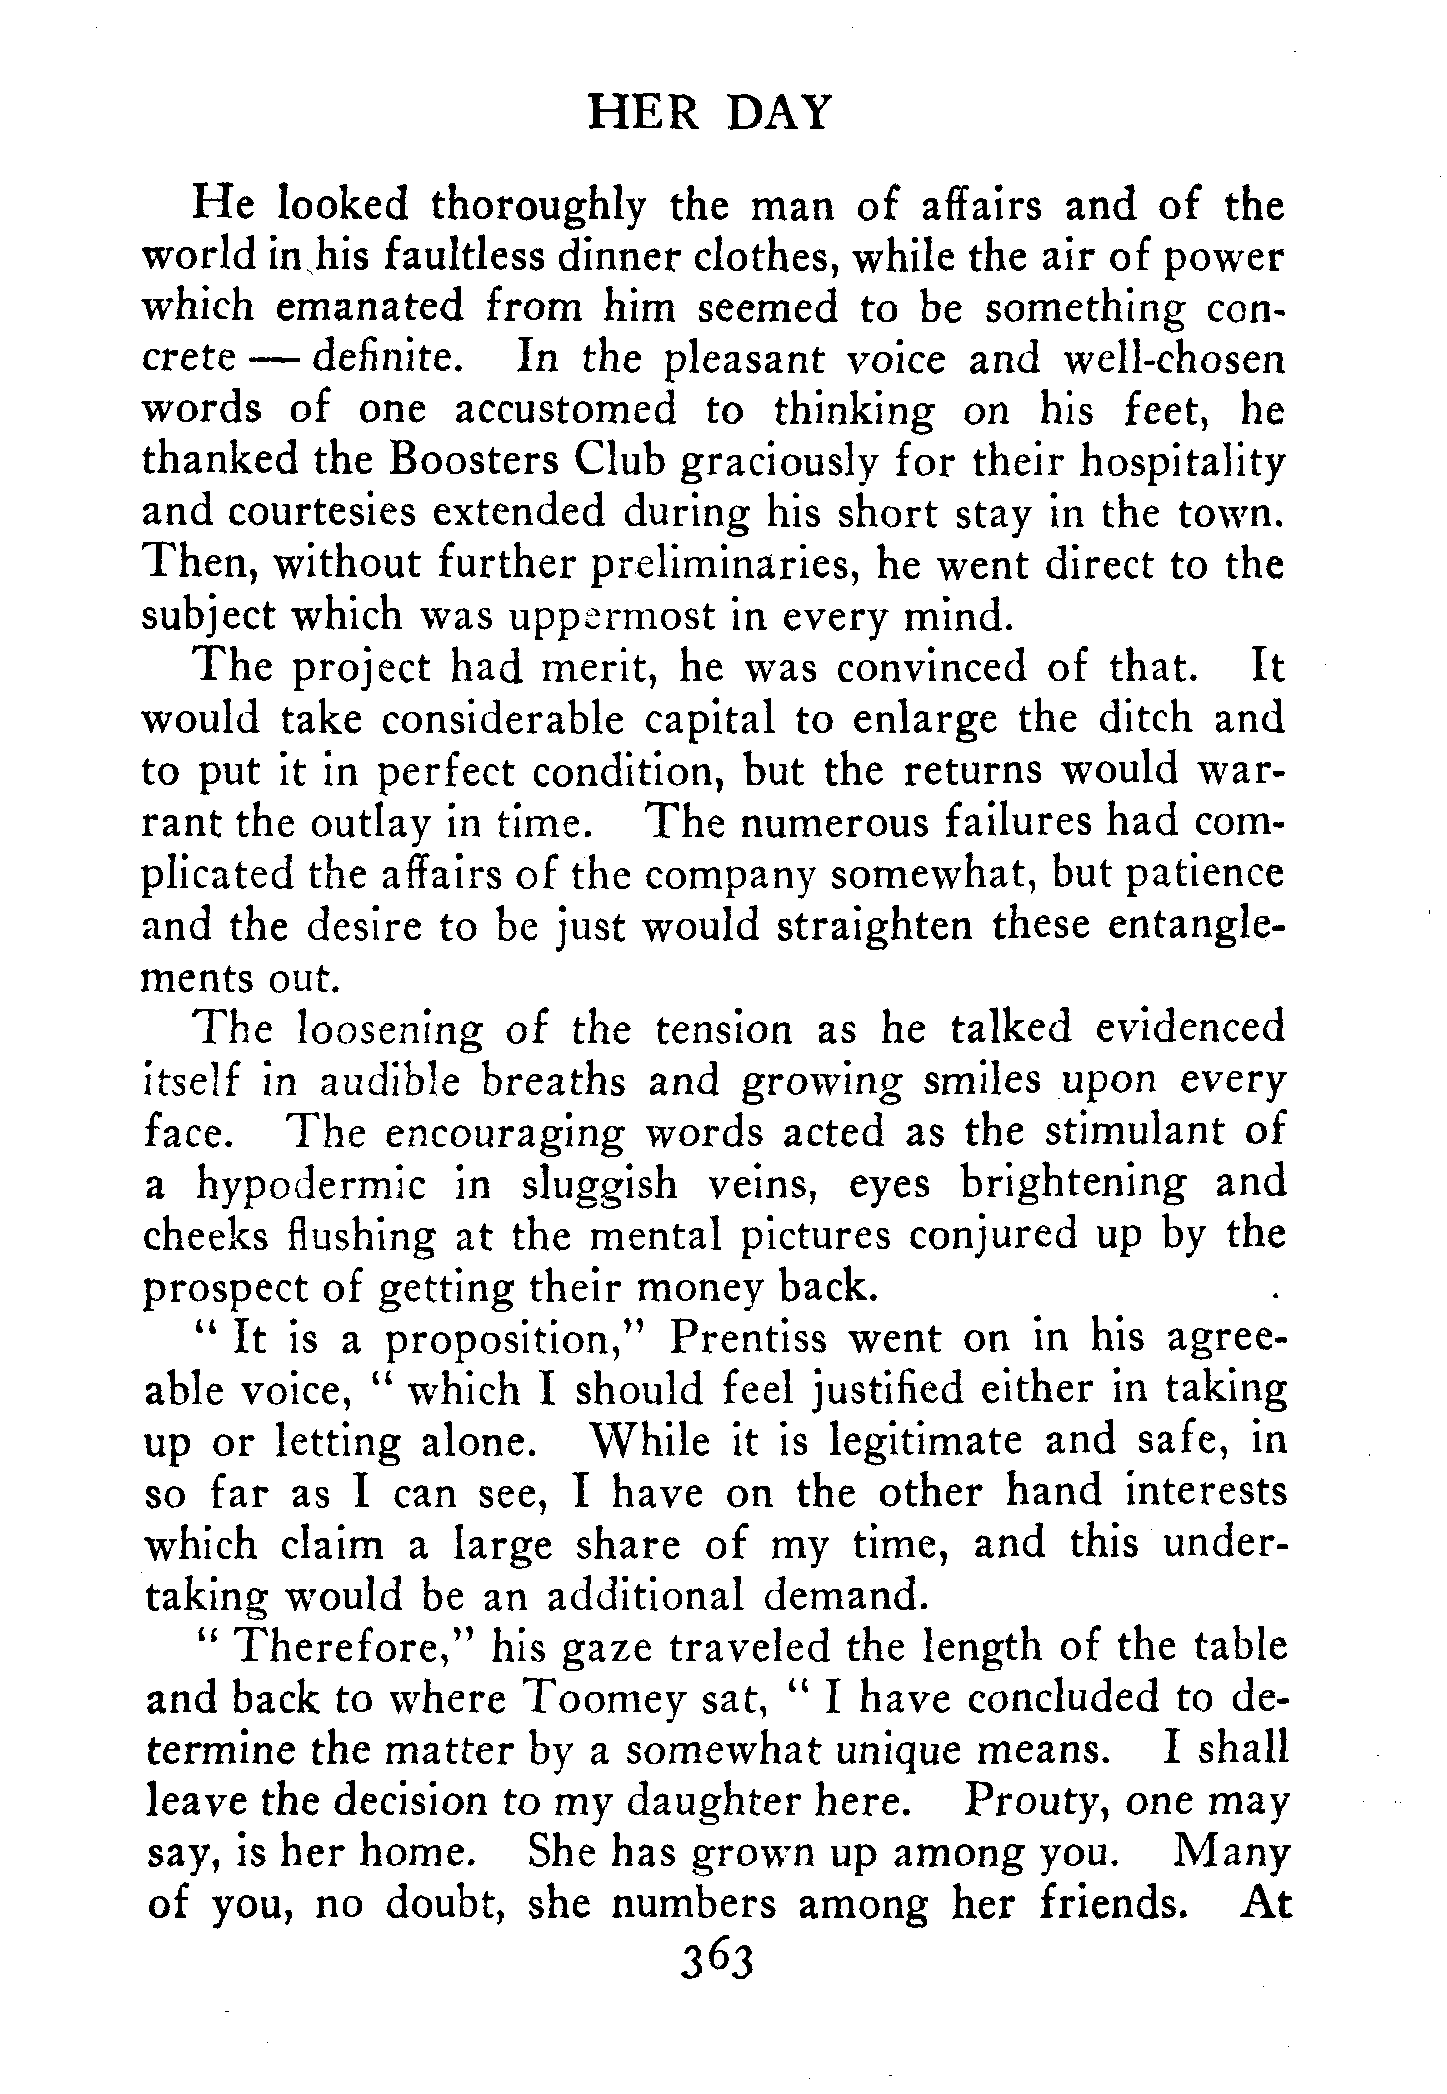 HER DAY
He looked thoroughly the man of affairs and of the
world in his faultless dinner clothes, while the air of power
which emanated from him seemed to be something con-
crete — definite. In the pleasant voice and well-chosen
words of one accustomed to thinking on his feet, he
thanked the Boosters Club graciously for their hospitality
and courtesies extended during his short stay in the town.
Then, without further preliminaries, he went direct to the
subject which was uppermost in every mind.
The project had merit, he was convinced of that. It
would take considerable capital to enlarge the ditch and
to put it in perfect condition, but the returns would war-
rant the outlay in time. The numerous failures had com-
plicated the affairs of the company somewhat, but patience
and the desire to be just would straighten these entangle-
ments out.
The loosening of the tension as he talked evidenced
itself in audible breaths and growing smiles upon every
face. The encouraging words acted as the stimulant of
a hypodermic in sluggish veins, eyes brightening and
cheeks flushing at the mental pictures conjured up by the
prospect of getting their money back.
“ It is a proposition,” Prentiss went on in his agree-
able voice, “ which I should feel justified either in taking
up or letting alone. While it is legitimate and safe, in
so far as I can see, I have on the other hand interests
which claim a large share of my time, and this under-
taking would be an additional demand.
“ Therefore,” his gaze traveled the length of the table
and back to where Toomey sat, “ I have concluded to de-
termine the matter by a somewhat unique means. I shall
leave the decision to my daughter here. Prouty, one may
say, is her home. She has grown up among you. Many
of you, no doubt, she numbers among her friends. At
363